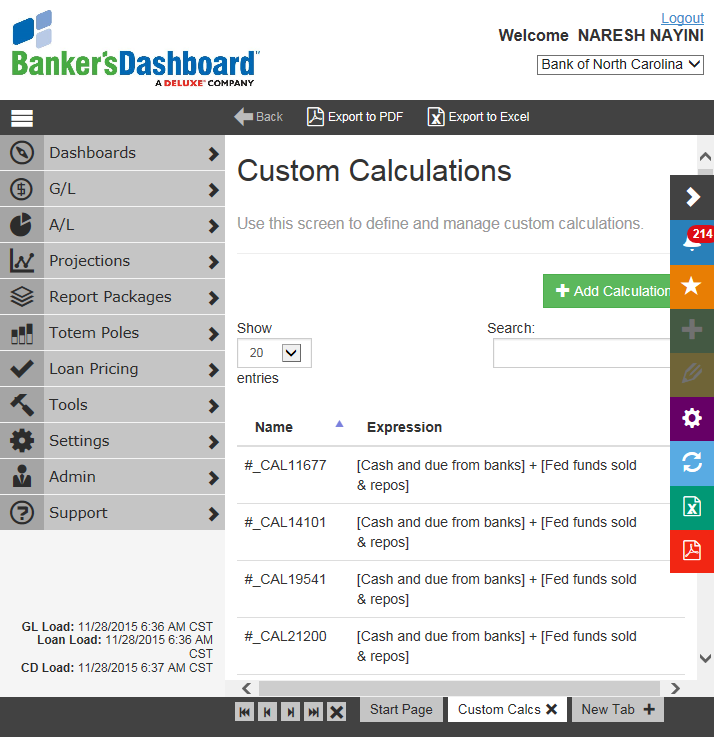 Logout
Welcome NARESH NAYINI
Banker'sDashboard™
A DELUXE® COMPANY
Bank of North Carolina
Back
Export to PDF
Export to Excel
Dashboards
G/L
A/L
Projections
Report Packages
Totem Poles
Loan Pricing
Tools
Settings
Admin
Support
GL Load: 11/28/2015 6:36 AM CST
Loan Load: 11/28/2015 6:36 AM
CST
CD Load: 11/28/2015 6:37 AM CST
Custom Calculations
Use this screen to define and manage custom calculations.
Add Calculation
Show
20
entries
Search:
Name
Expression
#_CAL11677
[Cash and due from banks] + [Fed funds sold
& repos]
#_CAL14101
[Cash and due from banks] + [Fed funds sold
& repos]
#_CAL19541
[Cash and due from banks] + [Fed funds sold
& repos]
#_CAL21200
[Cash and due from banks] + [Fed funds sold
& repos]
214
Start Page
Custom Calcs
New Tab